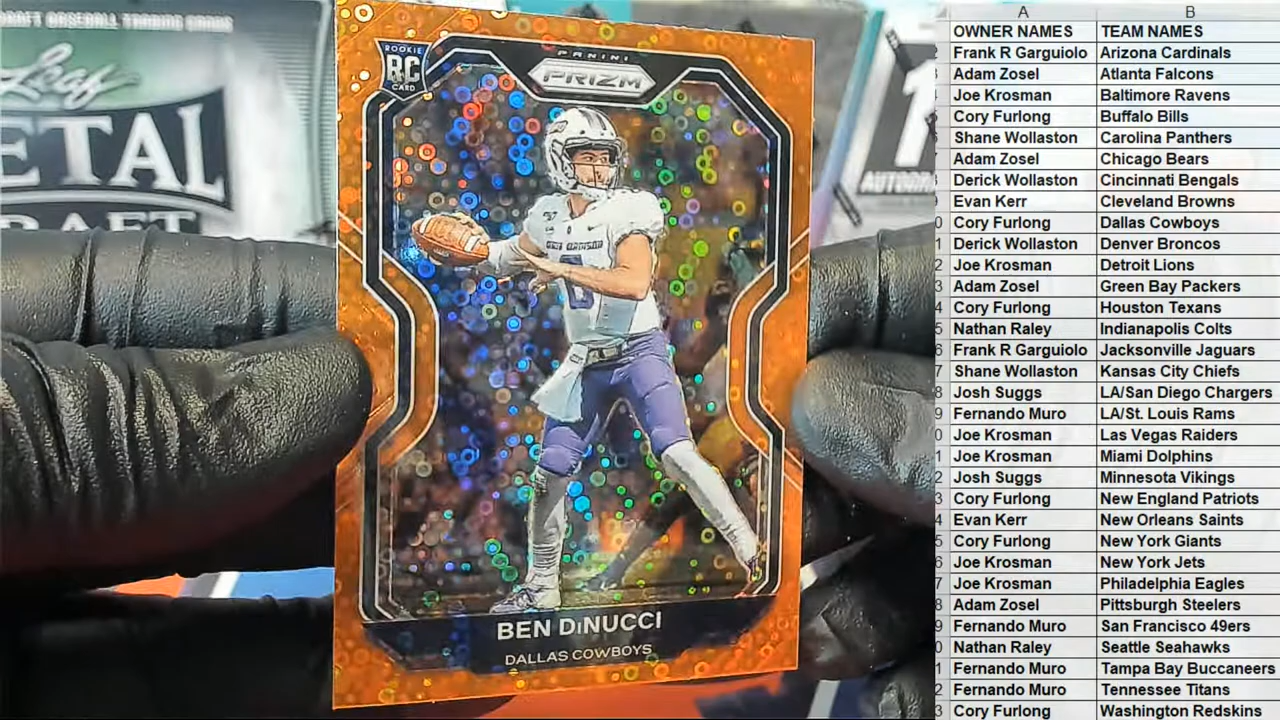 DRAFT BASEBALL TRADING CARDS
Leaf
ETAL
DRAFT
AUTOGRA
ROOKIE
RC
CARD
PANINI
PRIZM
BEN DiNUCCI
DALLAS COWBOYS
A B
OWNER NAMES TEAM NAMES
Frank R Garguiolo Arizona Cardinals
Adam Zosel Atlanta Falcons
Joe Krosman Baltimore Ravens
Cory Furlong Buffalo Bills
Shane Wollaston Carolina Panthers
Adam Zosel Chicago Bears
Derick Wollaston Cincinnati Bengals
Evan Kerr Cleveland Browns
Cory Furlong Dallas Cowboys
Derick Wollaston Denver Broncos
Joe Krosman Detroit Lions
Adam Zosel Green Bay Packers
Cory Furlong Houston Texans
Nathan Raley Indianapolis Colts
Frank R Garguiolo Jacksonville Jaguars
Shane Wollaston Kansas City Chiefs
Josh Suggs LA/San Diego Chargers
Fernando Muro LA/St. Louis Rams
Joe Krosman Las Vegas Raiders
Joe Krosman Miami Dolphins
Josh Suggs Minnesota Vikings
Cory Furlong New England Patriots
Evan Kerr New Orleans Saints
Cory Furlong New York Giants
Joe Krosman New York Jets
Joe Krosman Philadelphia Eagles
Adam Zosel Pittsburgh Steelers
Fernando Muro San Francisco 49ers
Nathan Raley Seattle Seahawks
Fernando Muro Tampa Bay Buccaneers
Fernando Muro Tennessee Titans
Cory Furlong Washington Redskins